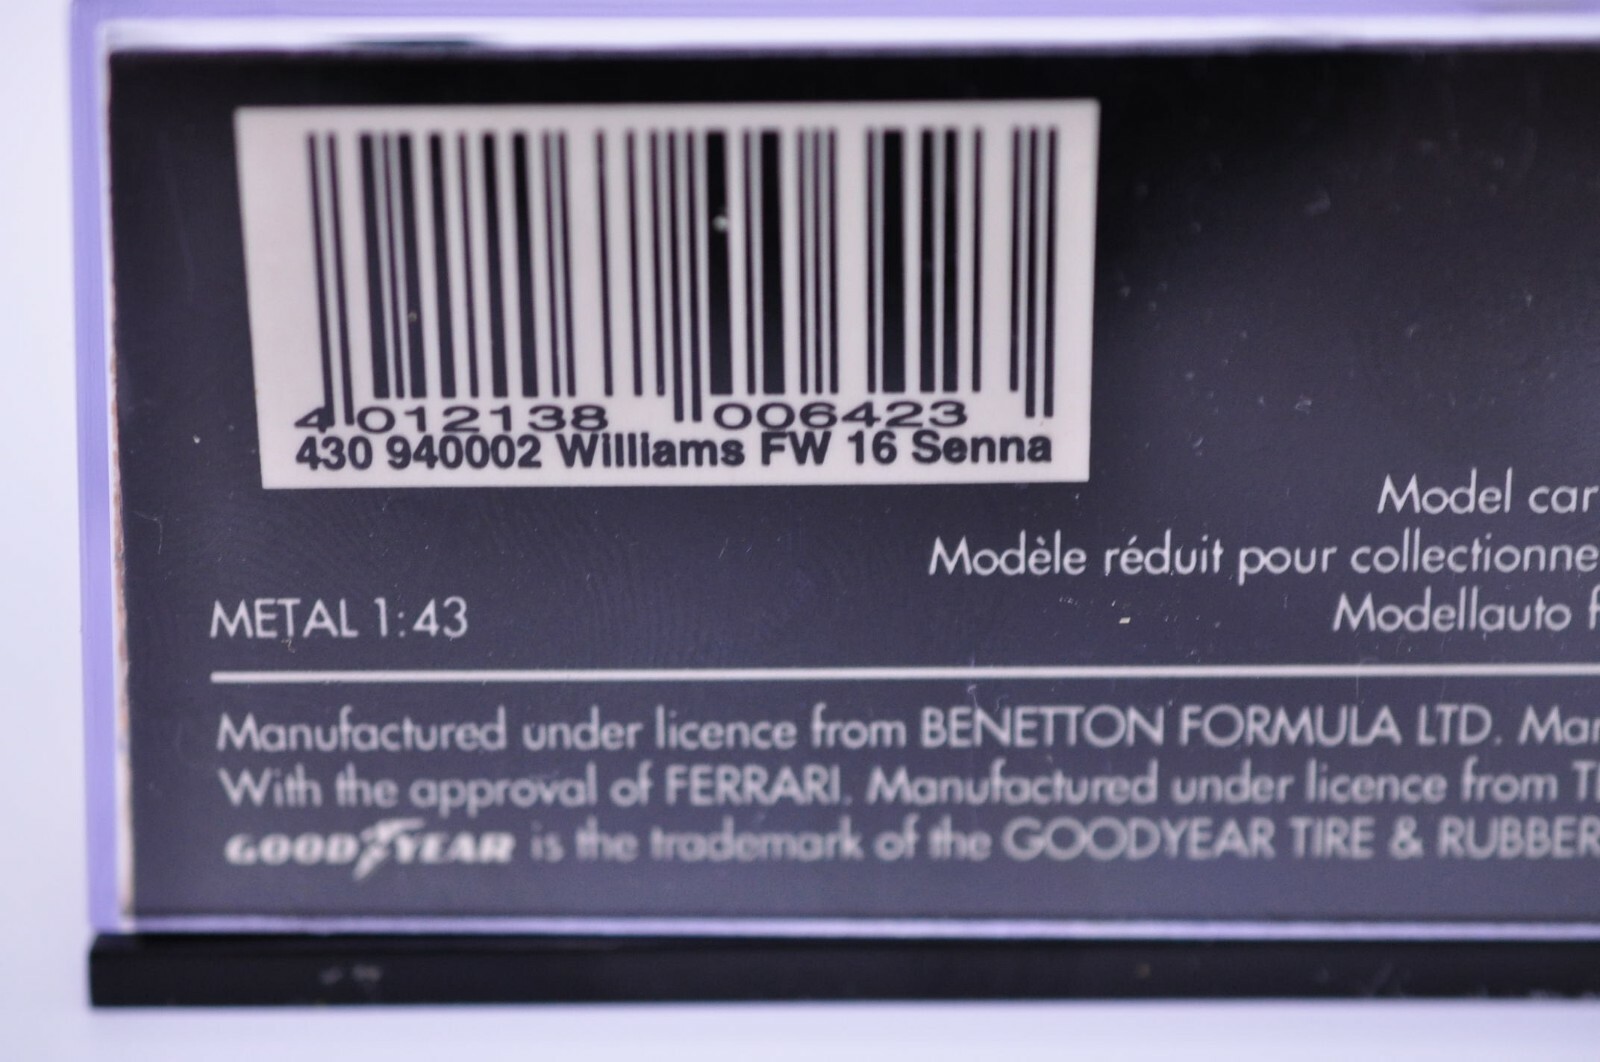 4 012138 006423
430 940002 Williams FW 16 Senna
Model car
Modèle réduit pour collectionne
METAL 1:43
Modellauto f
Manufactured under licence from BENETTON FORMULA LTD. Man
With the approval of FERRARI. Manufactured under licence from T
GOODYEAR is the trademark of the GOODYEAR TIRE & RUBBER